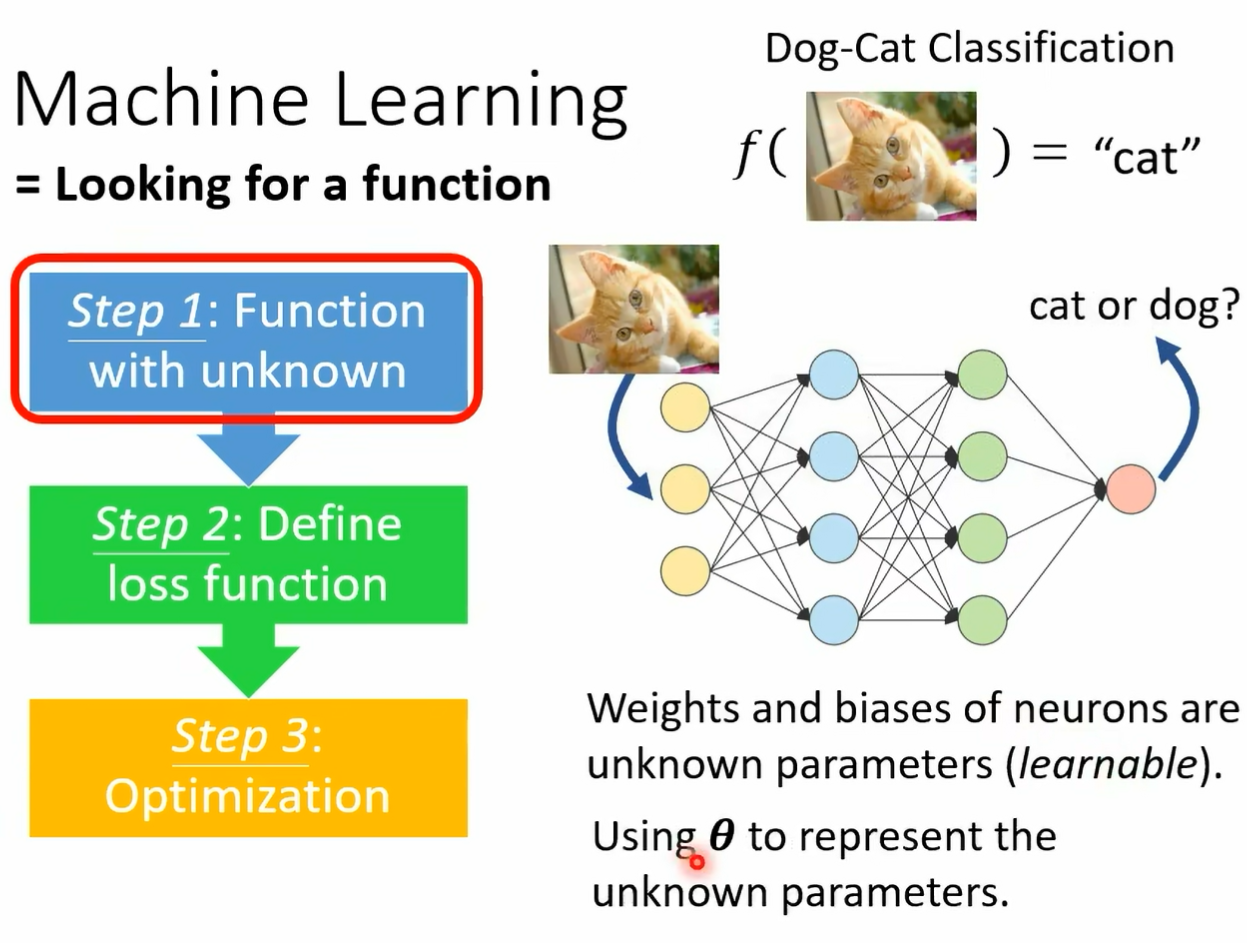 Machine Learning
= Looking for a function
Step 1: Function
with unknown
Step 2: Define
loss function
Step 3:
Optimization
Dog-Cat Classification
f( ) = “cat”
cat or dog?
Weights and biases of neurons are
unknown parameters (learnable).
Using θ to represent the
unknown parameters.